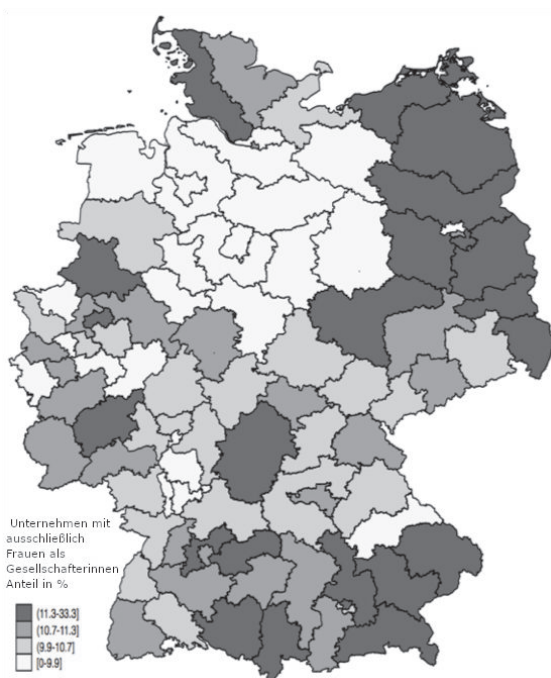 Unternehmen mit
ausschließlich
Frauen als
Gesellschafterinnen
Anteil in %
(11.3-33.3]
(10.7-11.3]
(9.9-10.7]
[0-9.9]